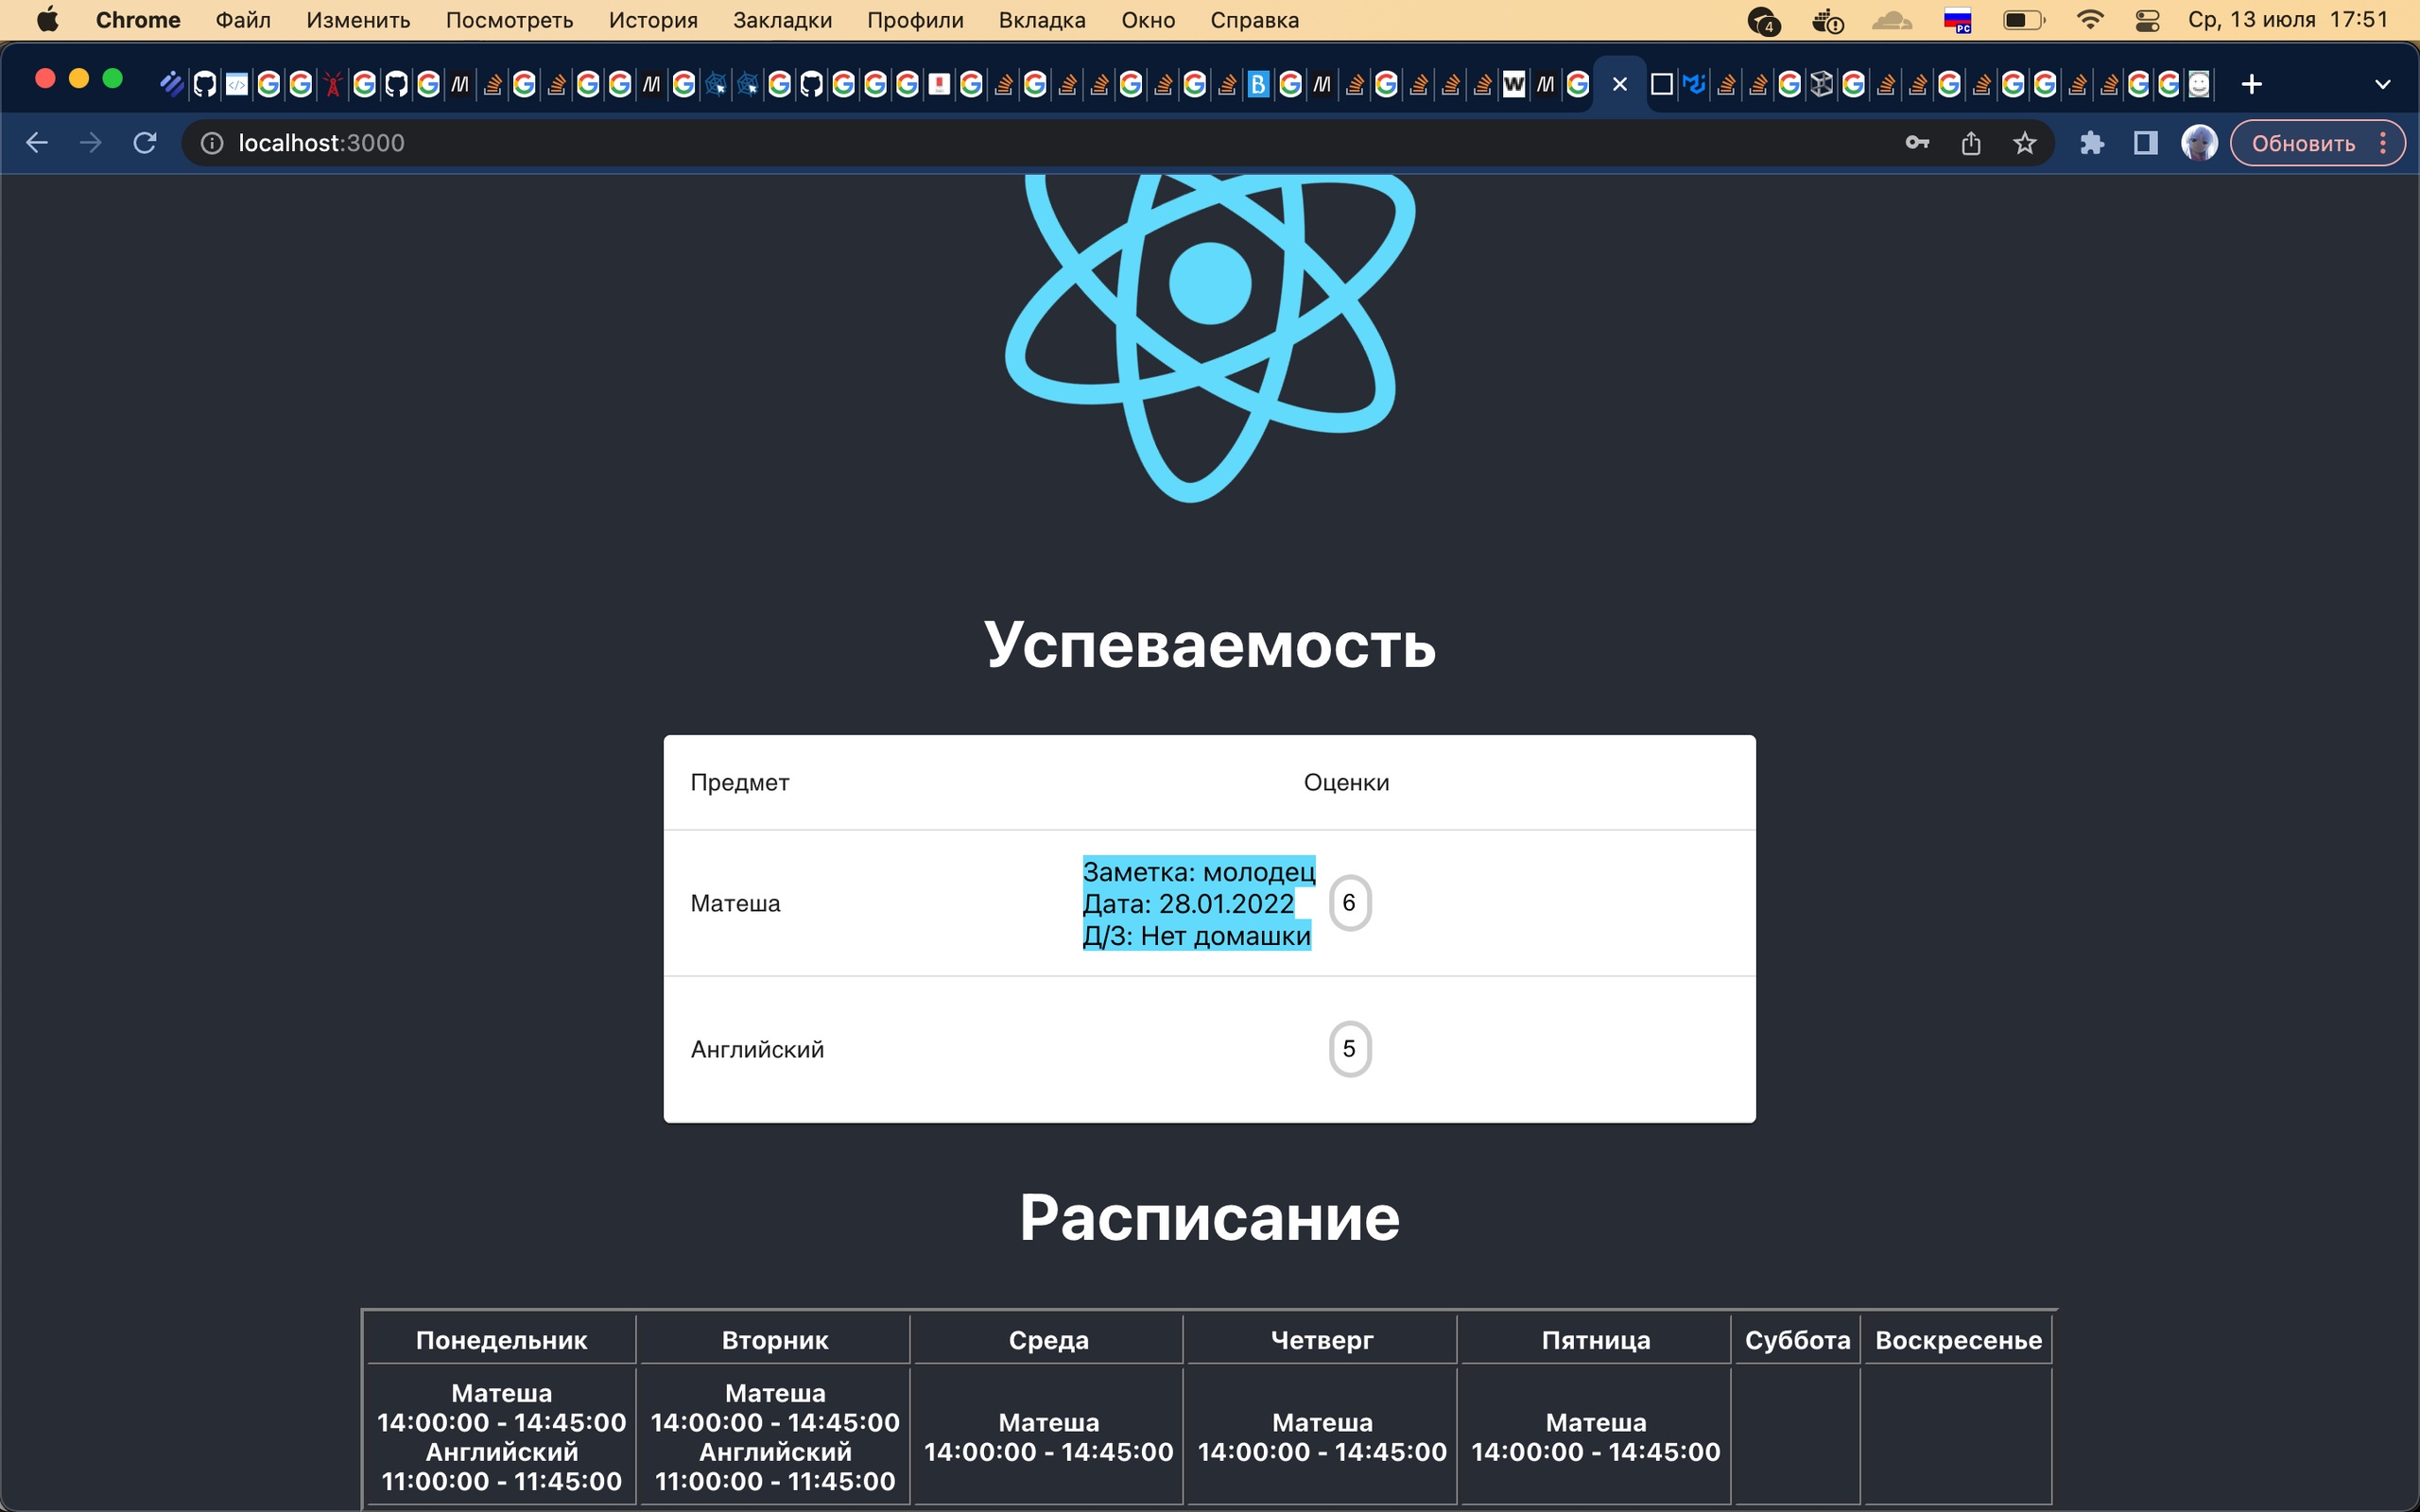 Chrome Файл Изменить Посмотреть История Закладки Профили Вкладка Окно Справка 4 РС Ср, 13 июля 17:51
localhost:3000 Обновить
Успеваемость
Предмет Оценки
Матеша
Заметка: молодец
Дата: 28.01.2022
Д/З: Нет домашки
6
Английский 5
Расписание
Понедельник Вторник Среда Четверг Пятница Суббота Воскресенье
Матеша
14:00:00 - 14:45:00
Английский
11:00:00 - 11:45:00
Матеша
14:00:00 - 14:45:00
Английский
11:00:00 - 11:45:00
Матеша
14:00:00 - 14:45:00
Матеша
14:00:00 - 14:45:00
Матеша
14:00:00 - 14:45:00